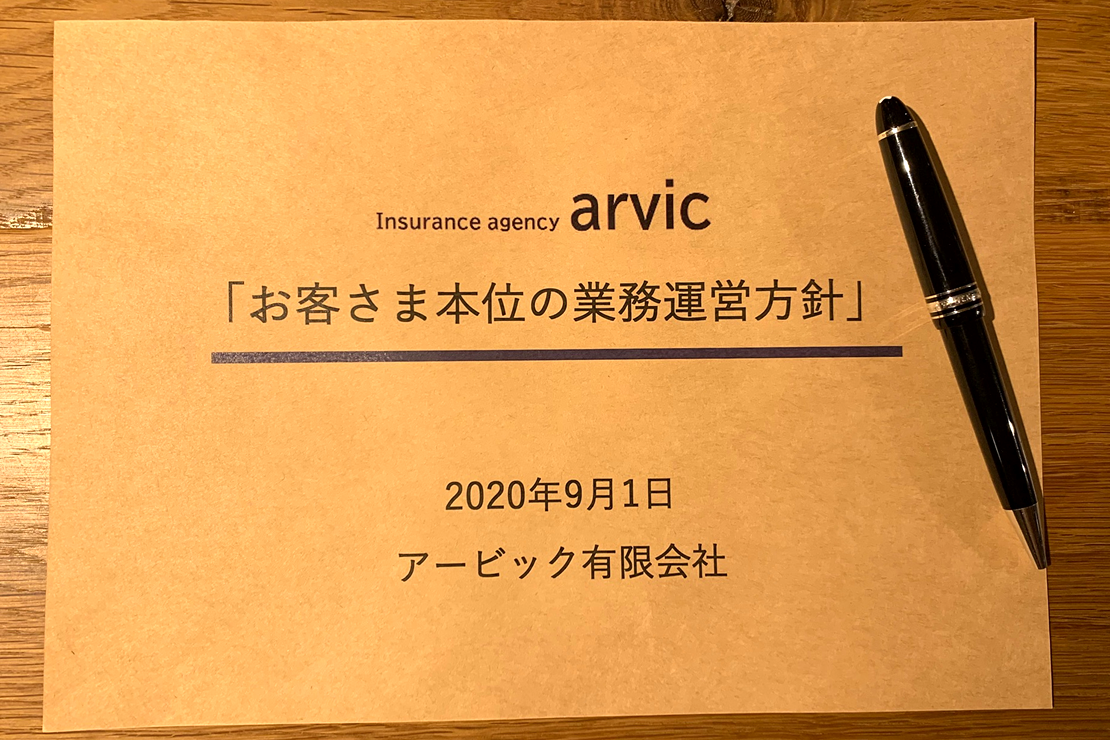 Insurance agency arvic
「お客さま本位の業務運営方針」
2020年9月1日
アービック有限会社